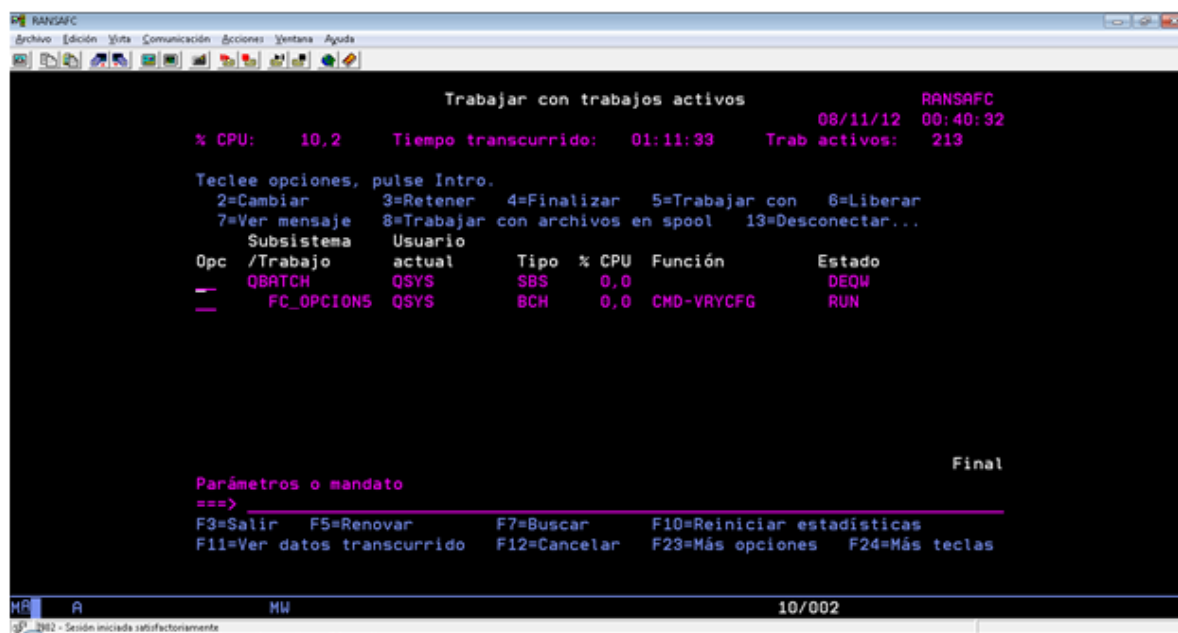 RANSAFC
Archivo Edición Vista Comunicación Acciones Ventana Ayuda
Trabajar con trabajos activos RANSAFC
08/11/12 00:40:32
% CPU: 10,2 Tiempo transcurrido: 01:11:33 Trab activos: 213
Teclee opciones, pulse Intro.
2=Cambiar 3=Retener 4=Finalizar 5=Trabajar con 6=Liberar
7=Ver mensaje 8=Trabajar con archivos en spool 13=Desconectar...
Subsistema Usuario
Opc /Trabajo actual Tipo % CPU Función Estado
QBATCH QSYS SBS 0,0 DEQW
FC_OPCION5 QSYS BCH 0,0 CMD-VRYCFG RUN
Final
Parámetros o mandato
===>
F3=Salir F5=Renovar F7=Buscar F10=Reiniciar estadísticas
F11=Ver datos transcurrido F12=Cancelar F23=Más opciones F24=Más teclas
MA A MW 10/002
I902 - Sesión iniciada satisfactoriamente